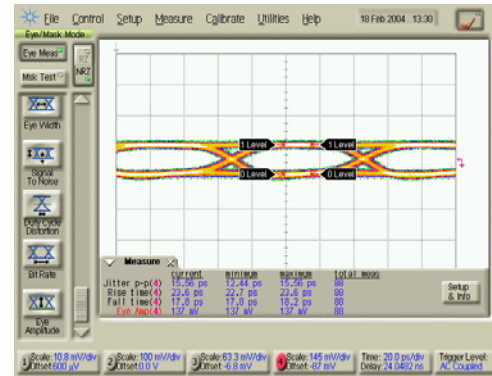 File Control Setup Measure Calibrate Utilities Help 18 Feb 2004 13:30
Eye/Mask Mode
Eye Meas
RZ
NRZ
Msk Test
Eye Width
Signal
To Noise
Duty Cycle
Distortion
Bit Rate
Eye
Amplitude
1 Level 1 Level
0 Level 0 Level
Measure
current minimum maximum total meas
Jitter p-p(4) 15.56 ps 12.44 ps 15.56 ps 88
Rise time(4) 23.6 ps 22.7 ps 23.6 ps 88
Fall time(4) 17.8 ps 17.8 ps 18.2 ps 88
Eye Amp(4) 137 mV 137 mV 137 mV 88
Setup
& Info
1 Scale: 10.8 mV/div 2 Scale: 100 mV/div 3 Scale: 63.3 mV/div 4 Scale: 145 mV/div Time: 20.0 ps/div Trigger Level:
Offset: 600 µV Offset: 0.0 V Offset: -6.8 mV Offset: -87 mV Delay: 24.0482 ns AC Coupled